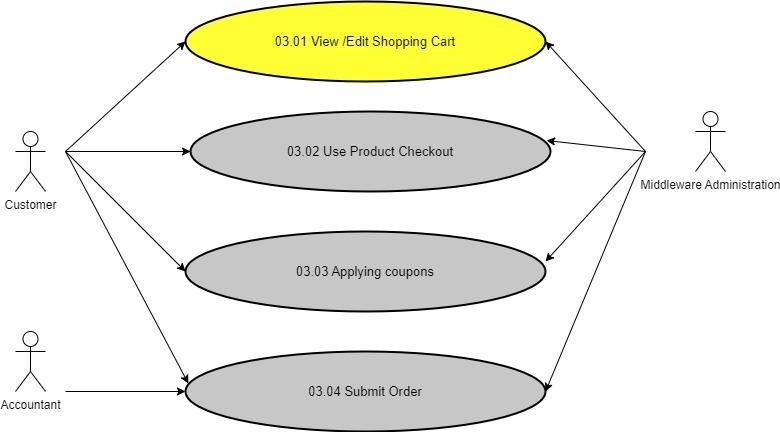 03.01 View /Edit Shopping Cart
03.02 Use Product Checkout
Customer
Middleware Administration
03.03 Applying coupons
03.04 Submit Order
Accountant